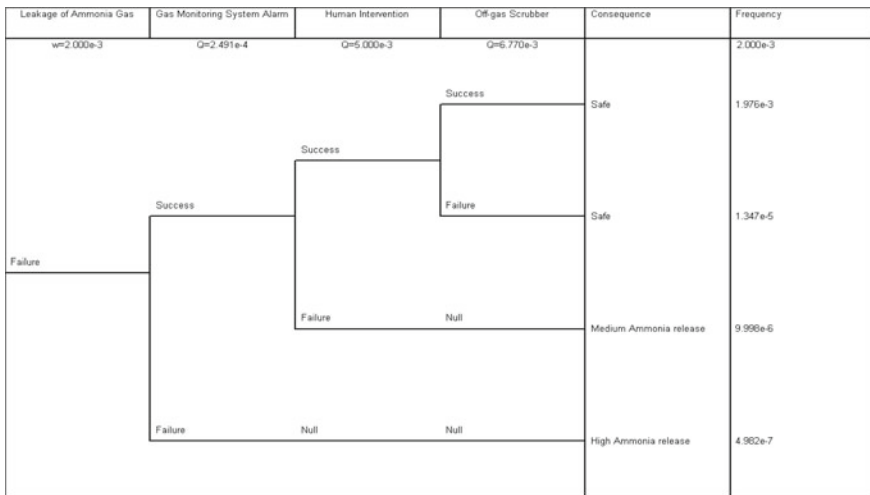 Leakage of Ammonia Gas Gas Monitoring System Alarm Human Intervention Off-gas Scrubber Consequence Frequency
w=2.000e-3 Q=2.491e-4 Q=5.000e-3 Q=6.770e-3 2.000e-3
Success
Safe 1.976e-3
Success
Success Failure
Safe 1.347e-5
Failure
Failure Null
Medium Ammonia release 9.998e-6
Failure Null Null
High Ammonia release 4.982e-7